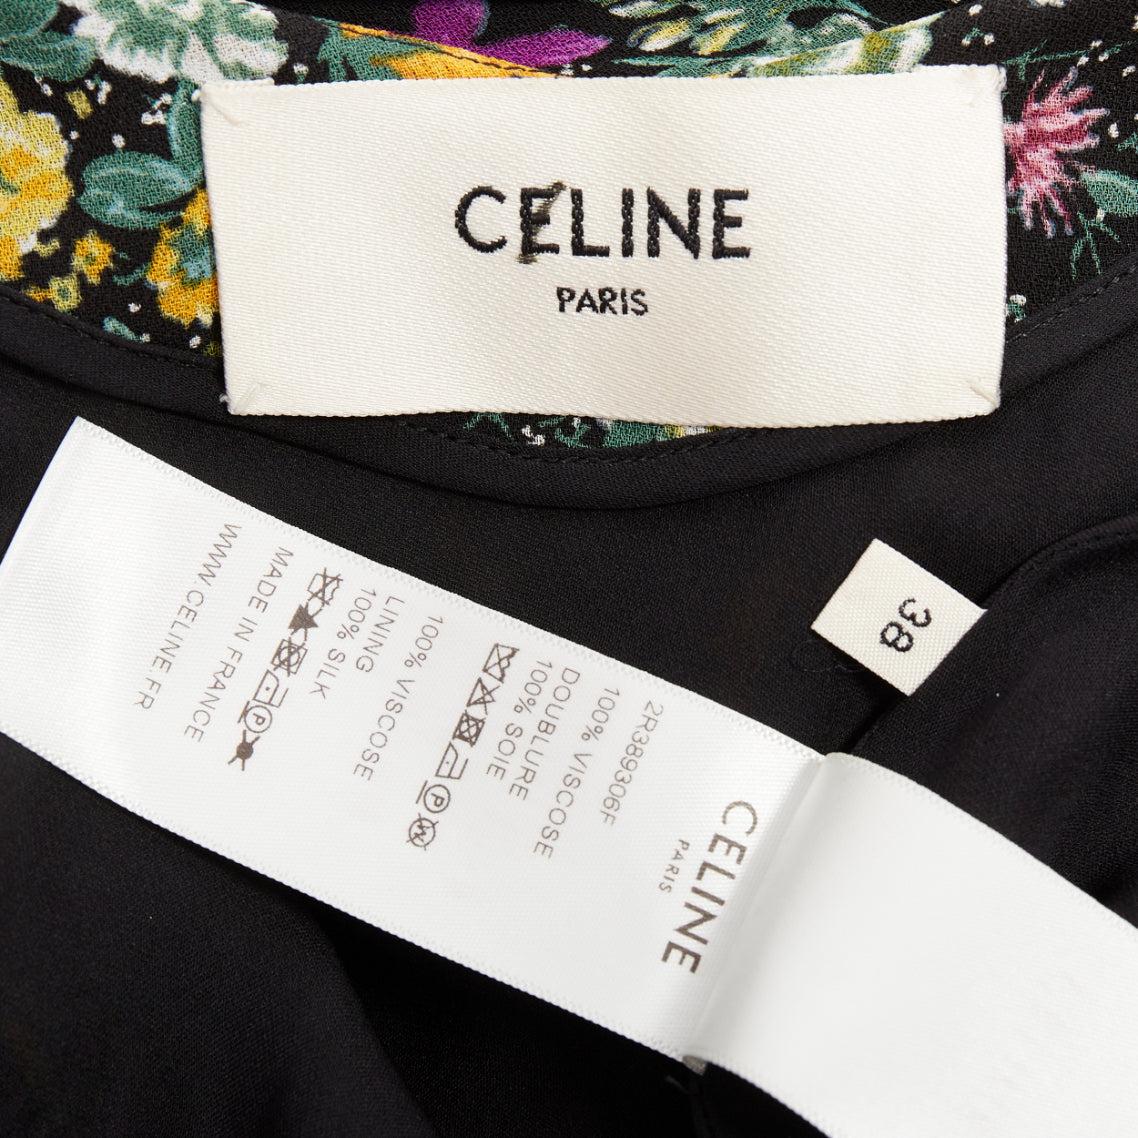 CELINE
PARIS
38
CELINE
PARIS
2R389306F
100% VISCOSE
DOUBLURE
100% SOIE
100% VISCOSE
LINING
100% SILK
MADE IN FRANCE
WWW.CELINE.FR